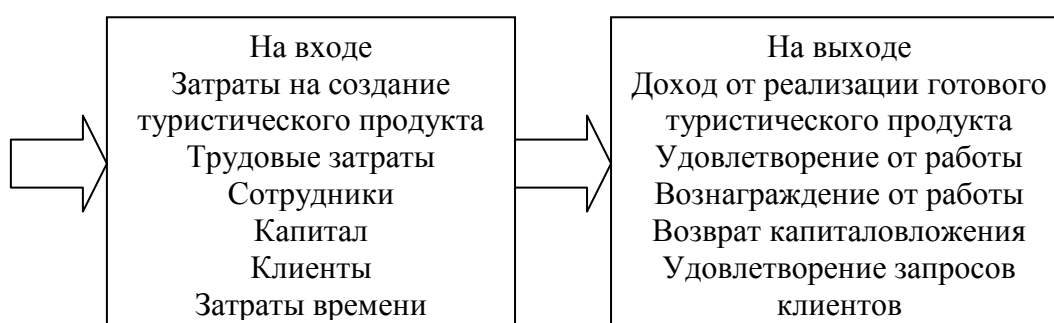 На входе
Затраты на создание
туристического продукта
Трудовые затраты
Сотрудники
Капитал
Клиенты
Затраты времени
На выходе
Доход от реализации готового
туристического продукта
Удовлетворение от работы
Вознаграждение от работы
Возврат капиталовложения
Удовлетворение запросов
клиентов